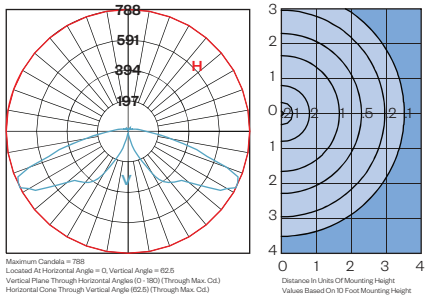 788
591
394
197
H
V
Maximum Candela = 788
Located At Horizontal Angle = 0, Vertical Angle = 62.5
Vertical Plane Through Horizontal Angles (0 - 180) (Through Max. Cd.)
Horizontal Cone Through Vertical Angle (62.5) (Through Max. Cd.)
3
2
1
0
1
2
3
4
2 1 .5 .2 .1
0 1 2 3 4
Distance In Units Of Mounting Height
Values Based On 10 Foot Mounting Height